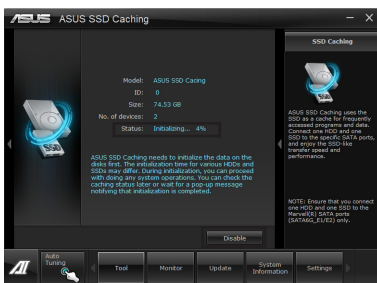 ASUS ASUS SSD Caching
SSD Caching
Model: ASUS SSD Cacing
ID: 0
Size: 74.53 GB
No. of devices: 2
Status: Initializing... 4%
ASUS SSD Caching needs to initialize the data on the
disks first. The initialization time for various HDDs and
SSDs may differ. During initialization, you can proceed
with doing any system operations. You can check the
caching status later or wait for a pop-up message
notifying that initialization is completed.
Disable
ASUS SSD Caching uses the
SSD as a cache for frequently
accessed programs and data.
Connect one HDD and one
SSD to the specific SATA ports,
and enjoy the SSD-like
transfer speed and
performance.
NOTE: Ensure that you connect
one HDD and one SSD to the
Marvell(R) SATA ports
(SATA6G_E1/E2) only.
Auto
Tuning
Tool
Monitor
Update
System
Information
Settings